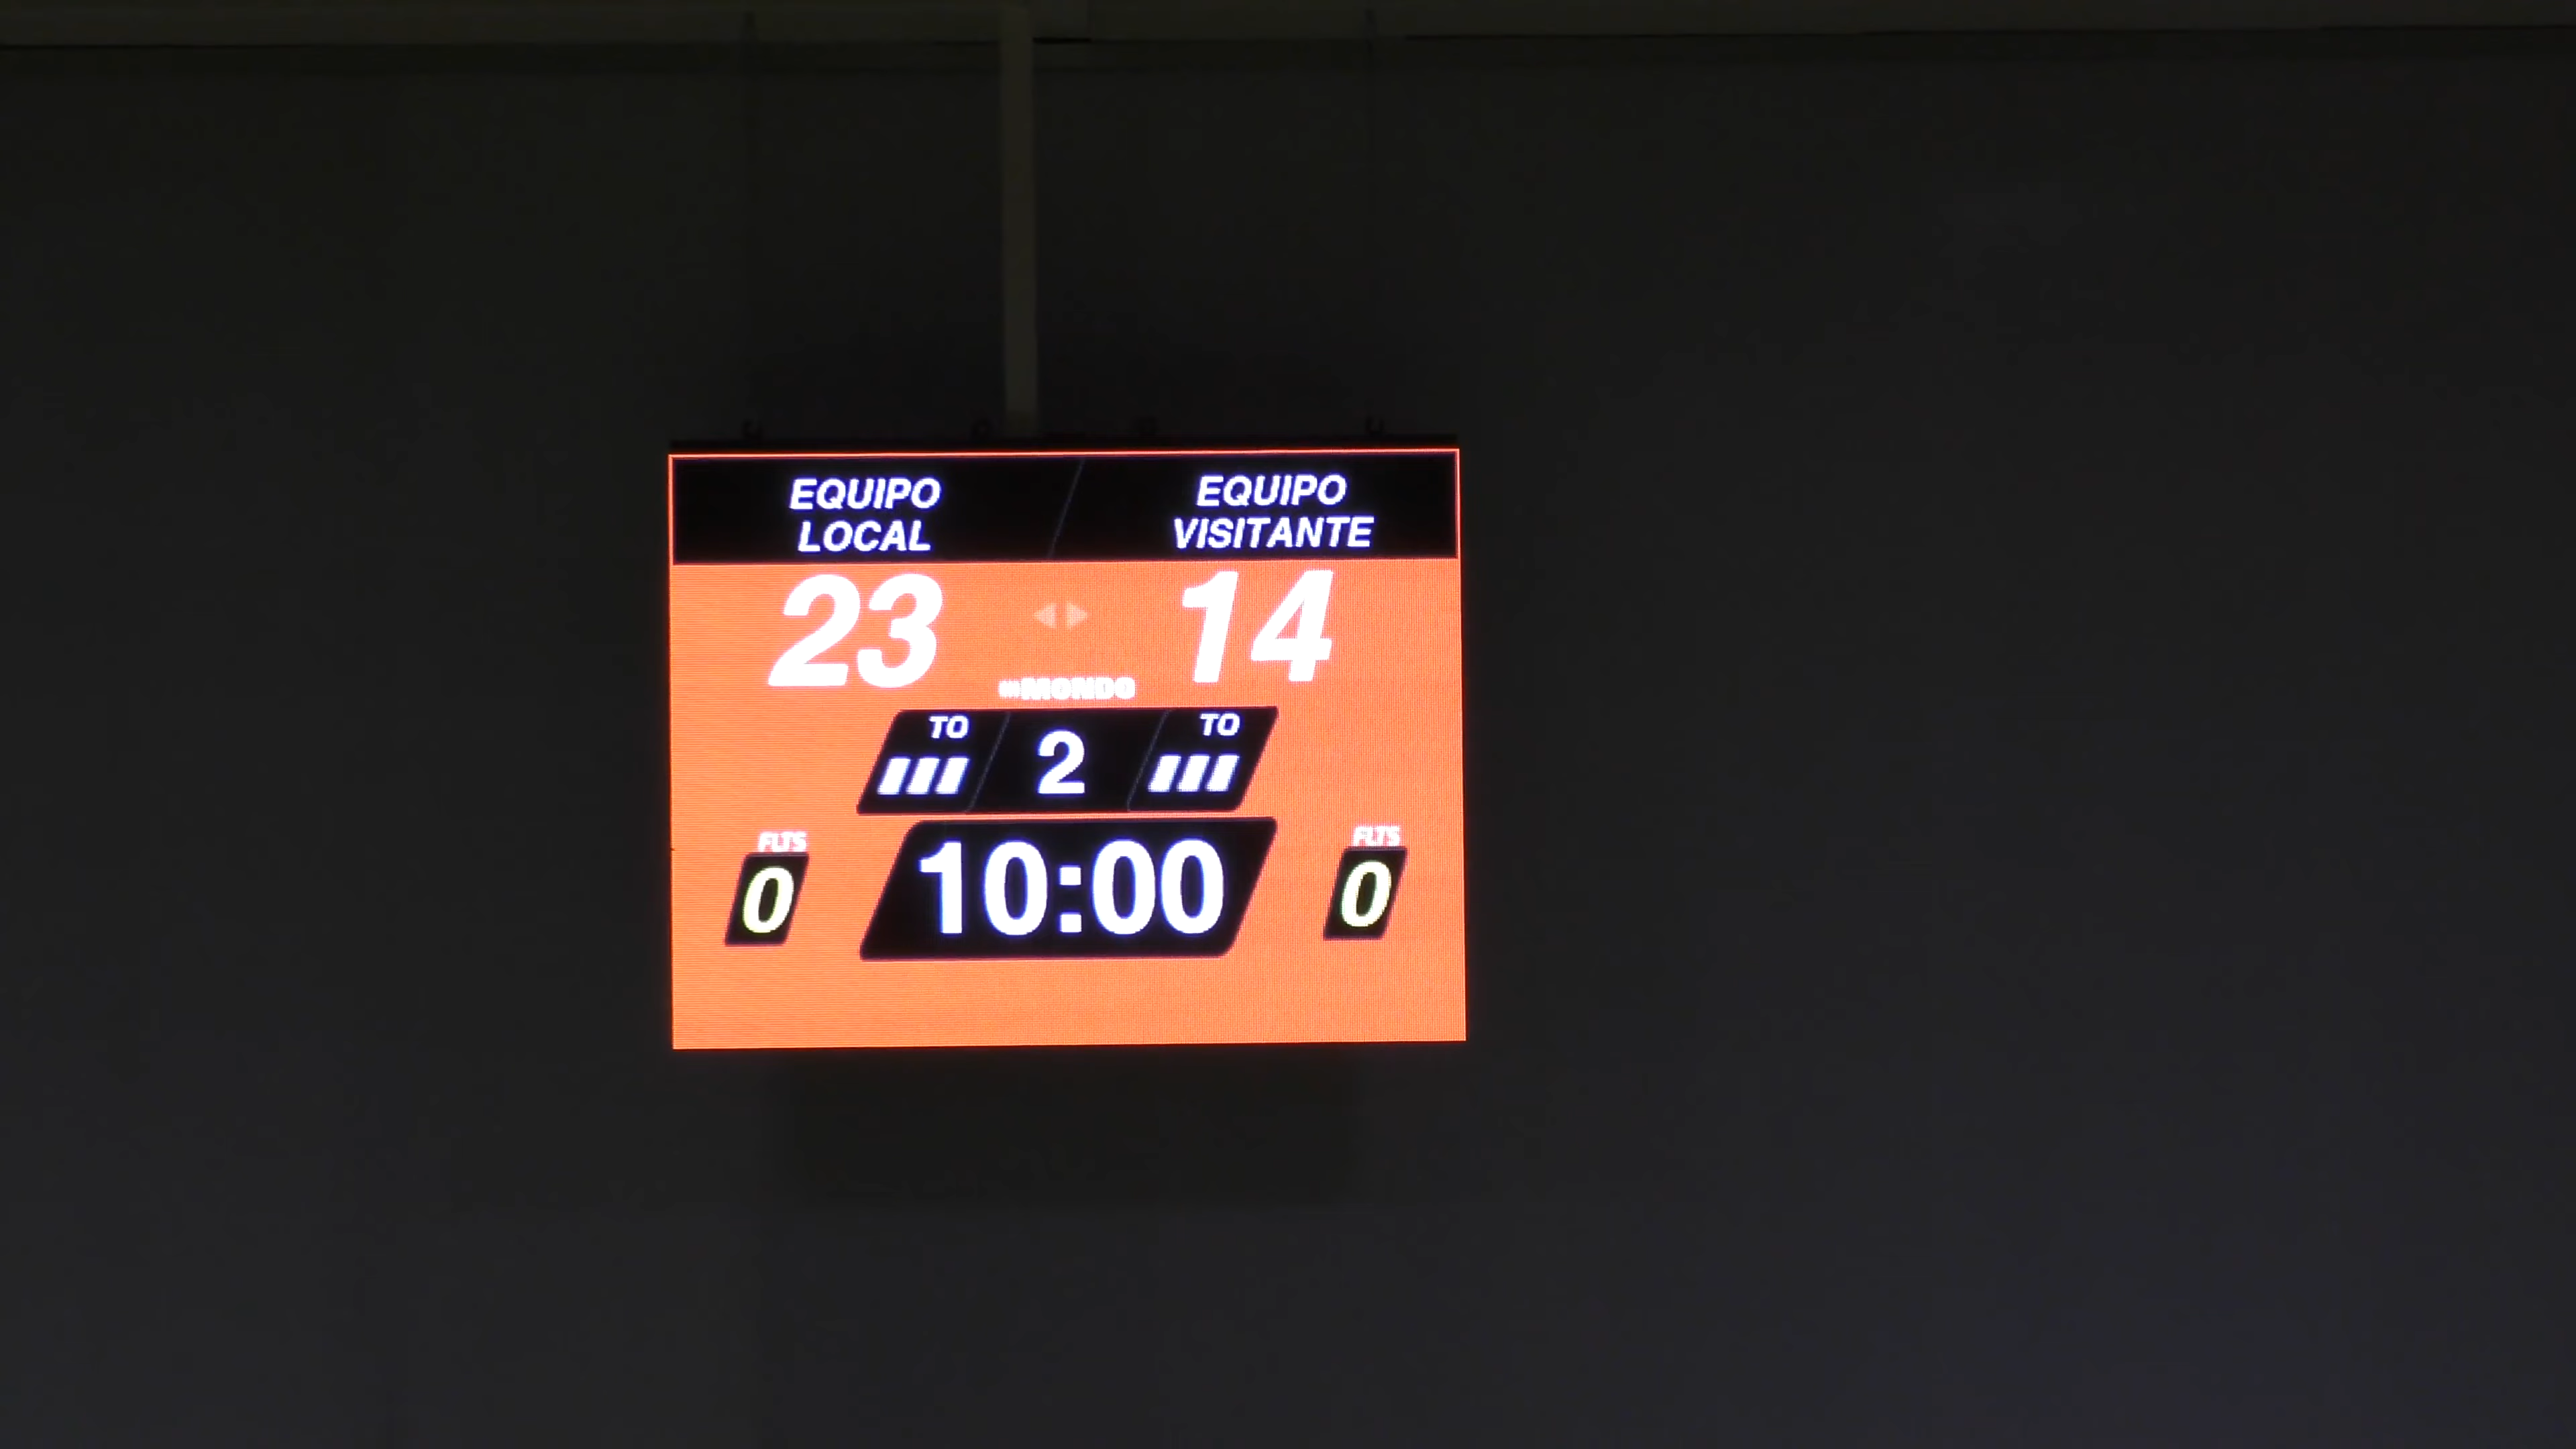 EQUIPO
LOCAL
EQUIPO
VISITANTE
23
14
MONDO
TO
2
TO
FLTS
0
10:00
FLTS
0